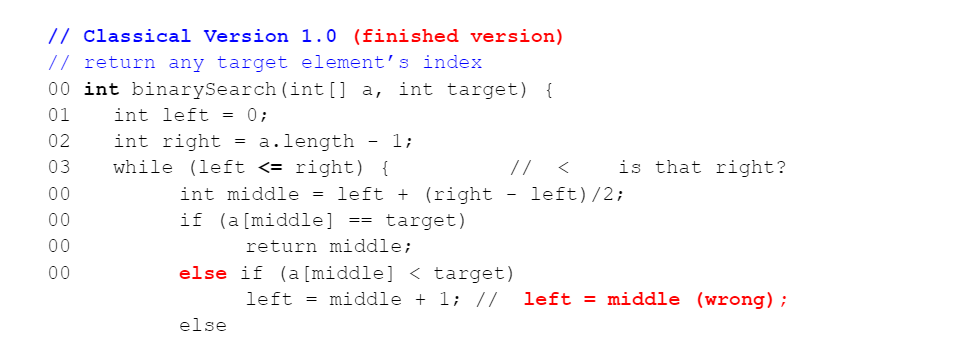 // Classical Version 1.0 (finished version)
// return any target element’s index
00 int binarySearch(int[] a, int target) {
01 int left = 0;
02 int right = a.length - 1;
03 while (left <= right) { // < is that right?
00 int middle = left + (right - left)/2;
00 if (a[middle] == target)
00 return middle;
00 else if (a[middle] < target)
left = middle + 1; // left = middle (wrong);
else